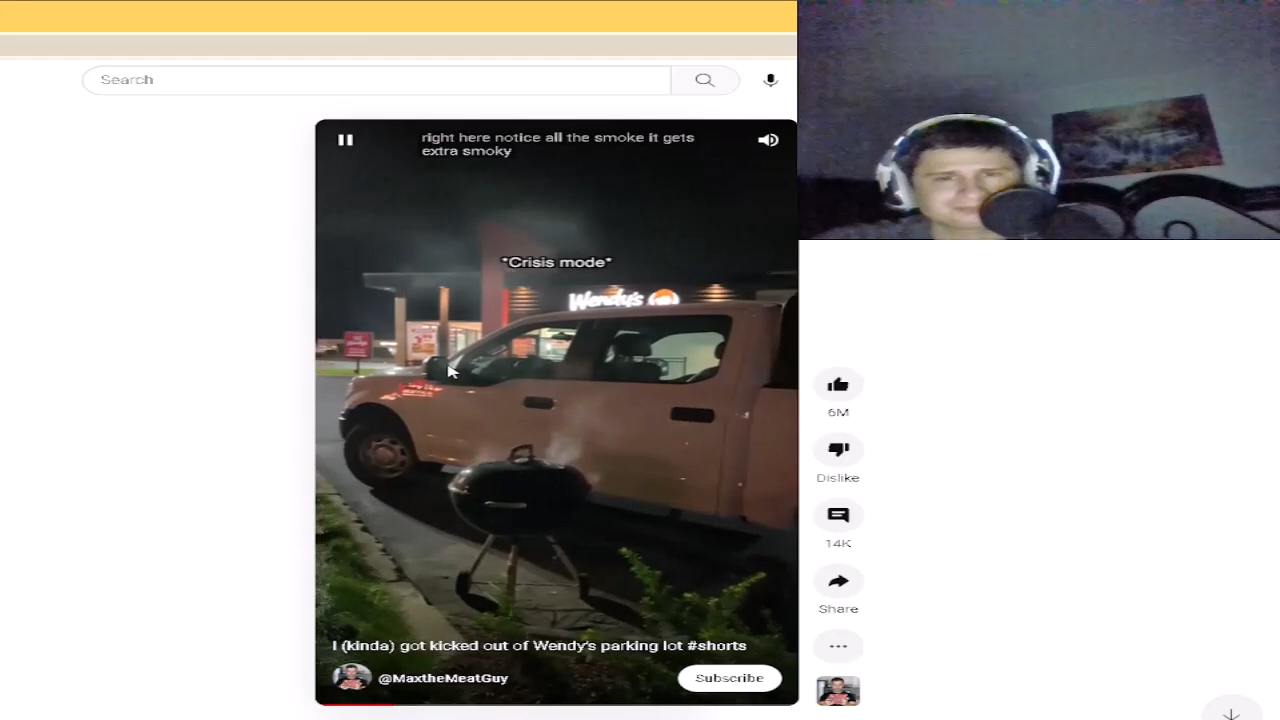 Search
right here notice all the smoke it gets
extra smoky
*Crisis mode*
Wendy's
6M
Dislike
14K
Share
I (kinda) got kicked out of Wendy's parking lot #shorts
@MaxtheMeatGuy
Subscribe